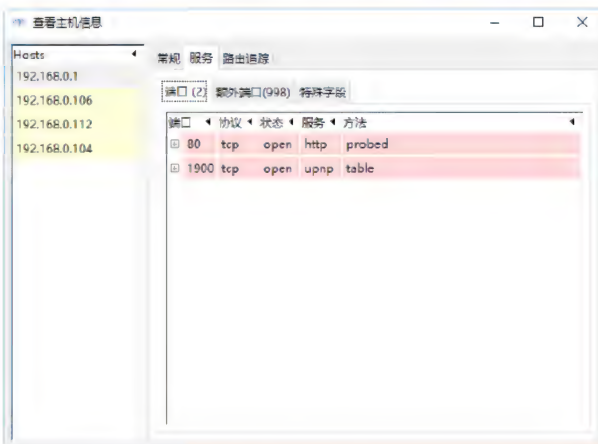 查看主机信息
Hosts
192.168.0.1
192.168.0.106
192.168.0.112
192.168.0.104
常规 服务 路由追踪
端口 (2) 额外端口(998) 特殊字段
端口 协议 状态 服务 方法
80 tcp open http probed
1900 tcp open upnp table